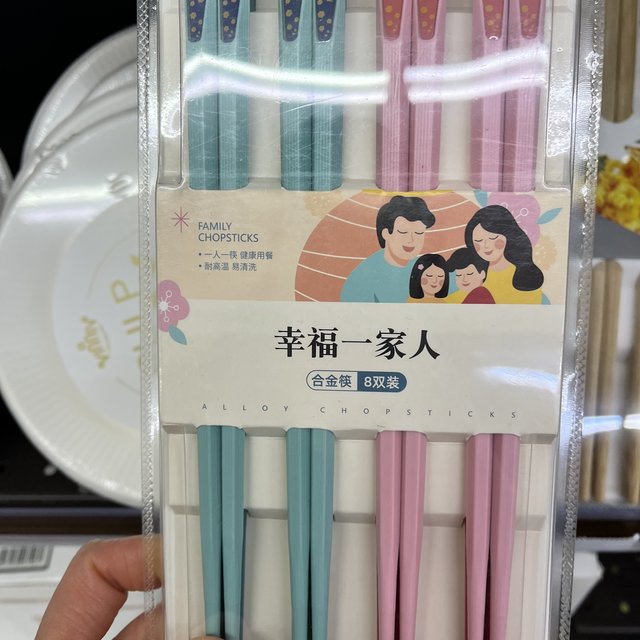 FAMILY
CHOPSTICKS
• 一人一筷 健康用餐
• 耐高温 易清洗
幸福一家人
合金筷 8双装
ALLOY CHOPSTICKS